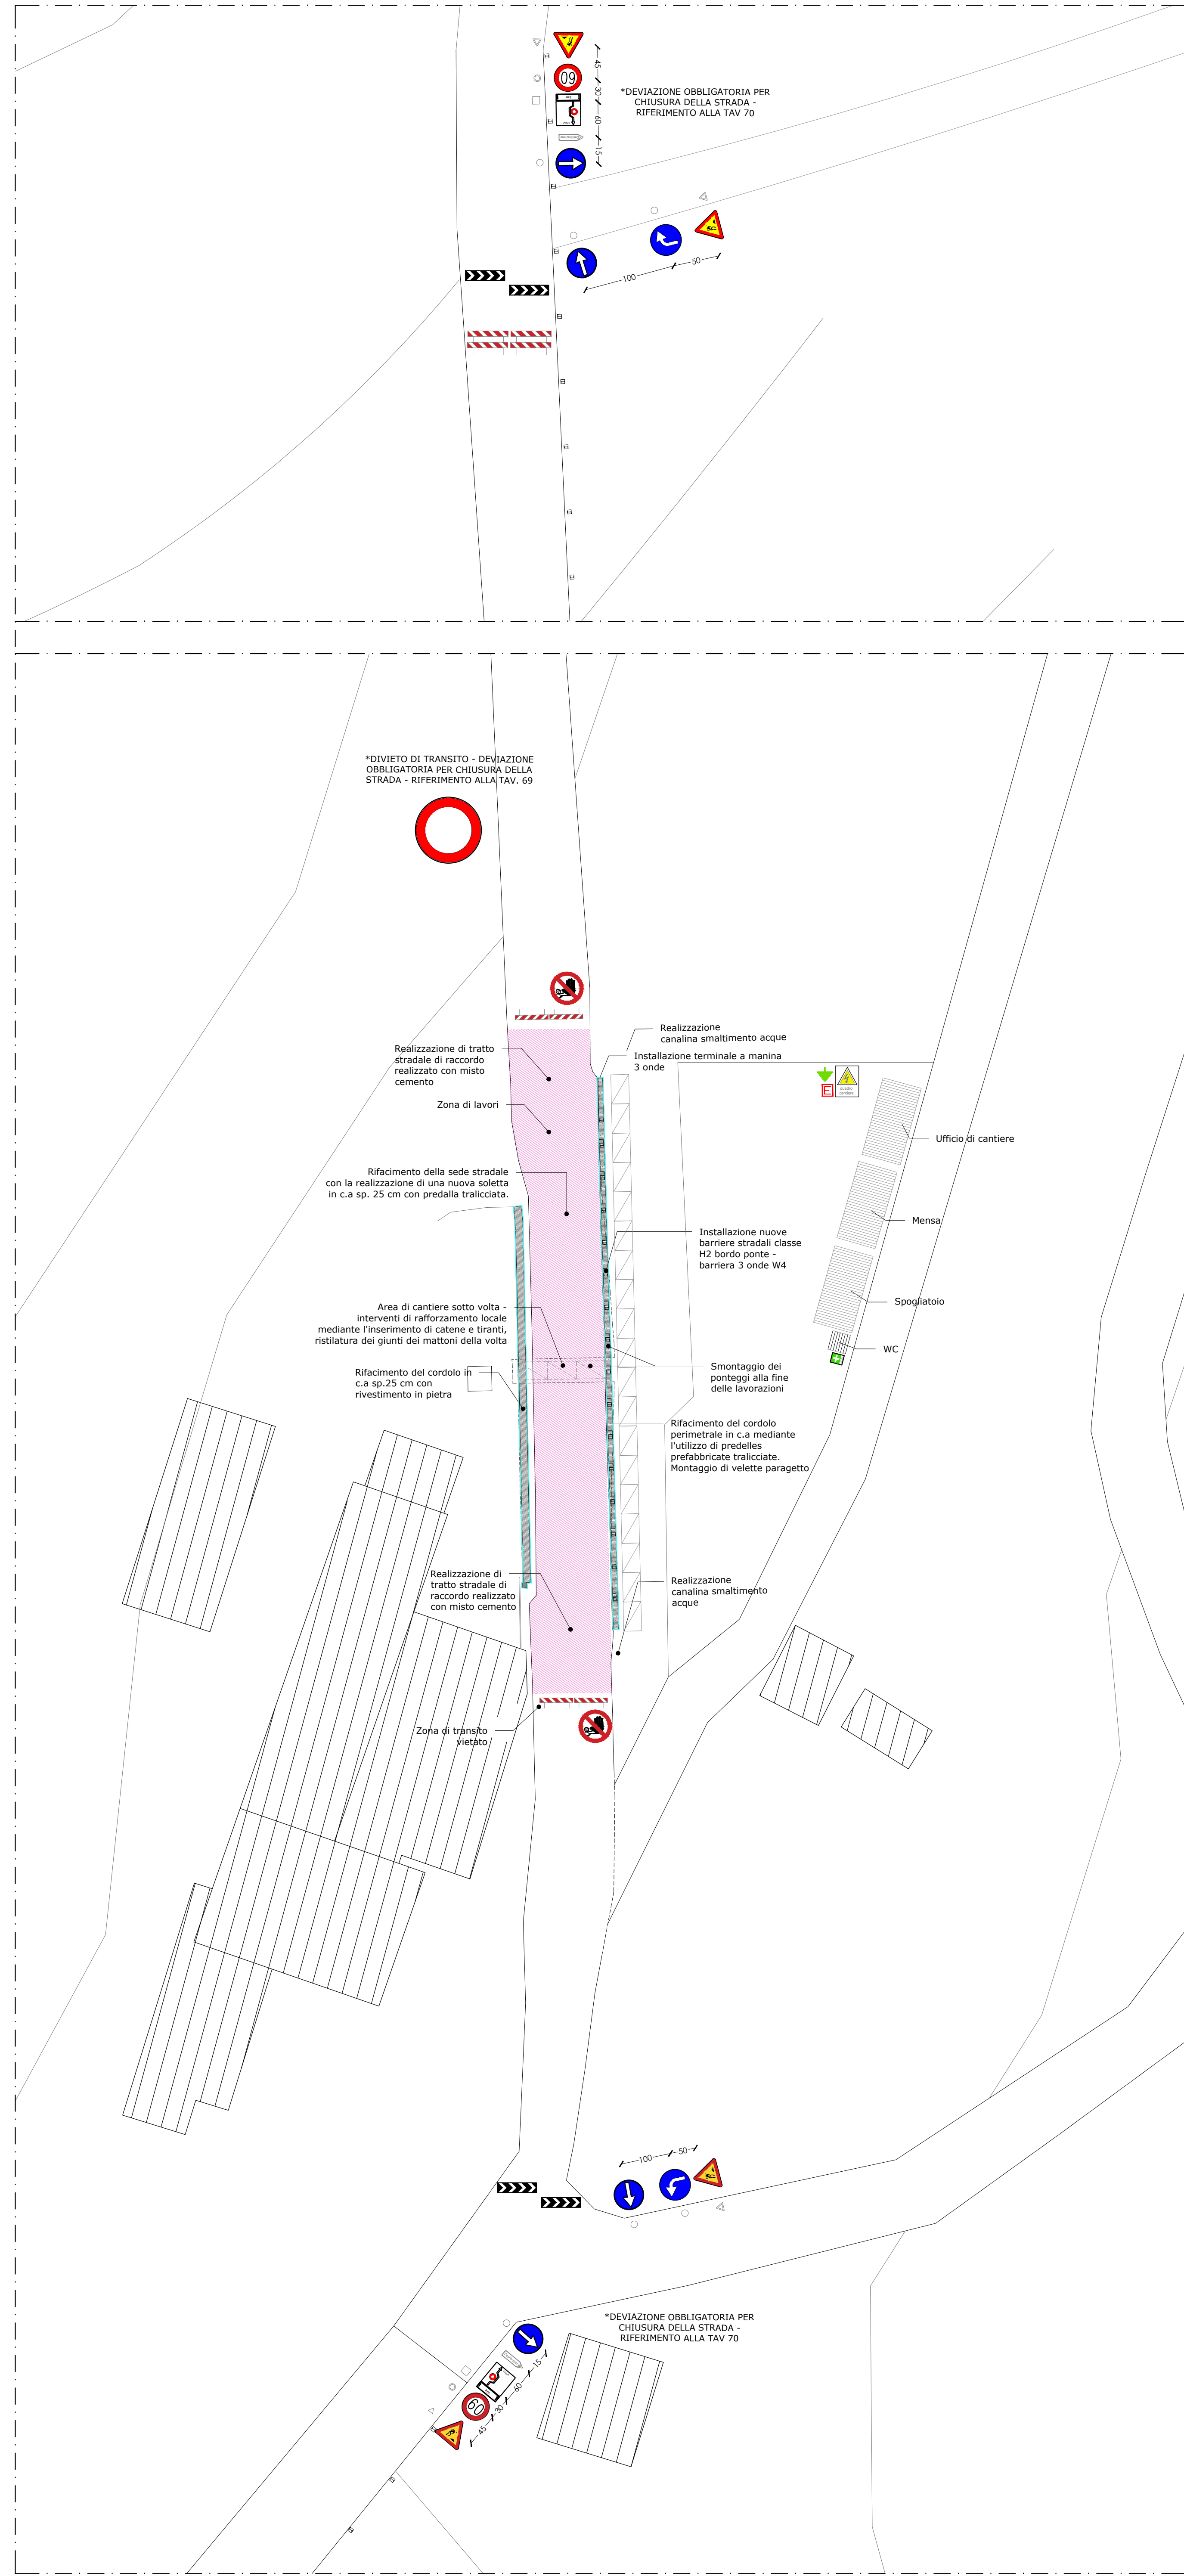 45
30
60
15
60
*DEVIAZIONE OBBLIGATORIA PER
CHIUSURA DELLA STRADA -
RIFERIMENTO ALLA TAV 70
100
50
*DIVIETO DI TRANSITO - DEVIAZIONE
OBBLIGATORIA PER CHIUSURA DELLA
STRADA - RIFERIMENTO ALLA TAV. 69
Realizzazione
canalina smaltimento acque
Realizzazione di tratto
stradale di raccordo
realizzato con misto
cemento
Installazione terminale a manina
3 onde
E
quadro
cantiere
Zona di lavori
Ufficio di cantiere
Rifacimento della sede stradale
con la realizzazione di una nuova soletta
in c.a sp. 25 cm con predalla tralicciata.
Mensa
Installazione nuove
barriere stradali classe
H2 bordo ponte -
barriera 3 onde W4
Spogliatoio
Area di cantiere sotto volta -
interventi di rafforzamento locale
mediante l'inserimento di catene e tiranti,
ristilatura dei giunti dei mattoni della volta
WC
Smontaggio dei
ponteggi alla fine
delle lavorazioni
Rifacimento del cordolo in
c.a sp.25 cm con
rivestimento in pietra
Rifacimento del cordolo
perimetrale in c.a mediante
l'utilizzo di predelles
prefabbricate tralicciate.
Montaggio di velette paragetto
Realizzazione di
tratto stradale di
raccordo realizzato
con misto cemento
Realizzazione
canalina smaltimento
acque
Zona di transito
vietato
100
50
*DEVIAZIONE OBBLIGATORIA PER
CHIUSURA DELLA STRADA -
RIFERIMENTO ALLA TAV 70
15
60
30
45
60